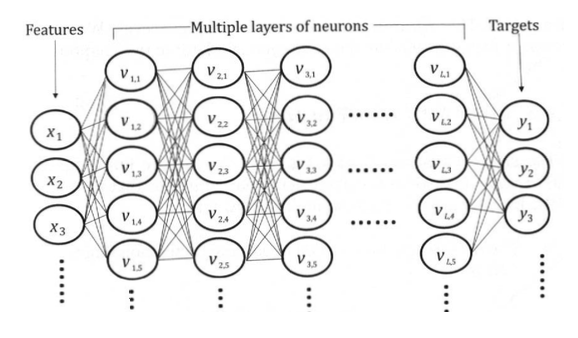 Features
Multiple layers of neurons
Targets
v1,1
v2,1
v3,1
vL,1
x1
v1,2
v2,2
v3,2
vL,2
y1
x2
v1,3
v2,3
v3,3
vL,3
y2
x3
v1,4
v2,4
v3,4
vL,4
y3
v1,5
v2,5
v3,5
vL,5